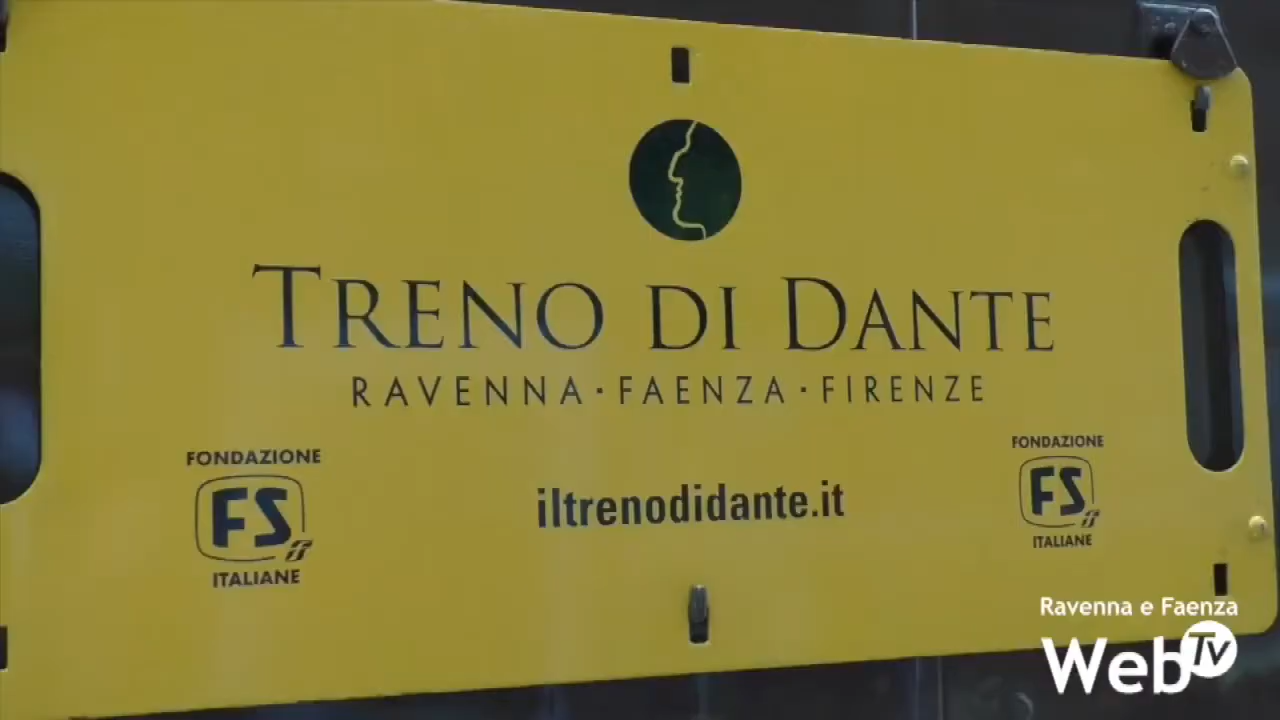 TRENO DI DANTE
RAVENNA·FAENZA·FIRENZE
FONDAZIONE
FS
ITALIANE
iltrenodidante.it
FONDAZIONE
FS
ITALIANE
Ravenna e Faenza
Web Tv